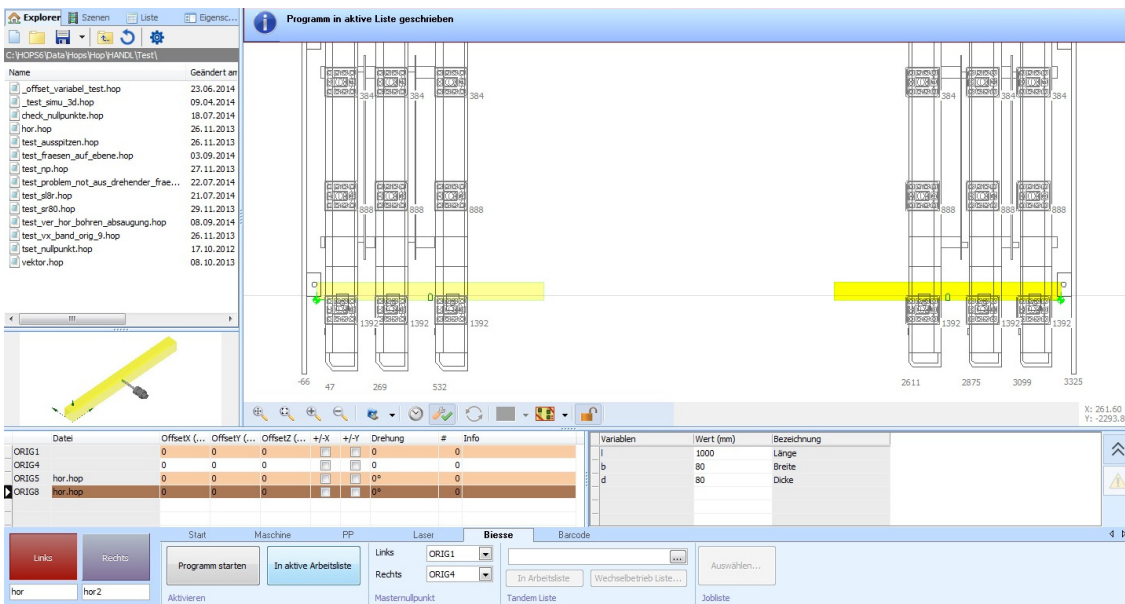 Explorer Szenen Liste Eigensc...
Programm in aktive Liste geschrieben
C:\HOPS6\Data\Hops\Hop\HANDL\Test\
Name Geändert am
_offset_variabel_test.hop 23.06.2014
_test_simu_3d.hop 09.04.2014
check_nullpunkte.hop 18.07.2014
hor.hop 26.11.2013
test_ausspitzen.hop 26.11.2013
test_fraesen_auf_ebene.hop 03.09.2014
test_np.hop 27.11.2013
test_problem_not_aus_drehender_frae... 22.07.2014
test_sl8r.hop 21.07.2014
test_sr80.hop 29.11.2013
test_ver_hor_bohren_absaugung.hop 08.09.2014
test_vx_band_orig_9.hop 26.11.2013
tset_nullpunkt.hop 17.10.2012
vektor.hop 08.10.2013
384 384 384 384 384 384
888 888 888 888 888 888
1392 1392 1392 1392 1392 1392
-66 47 269 532 2611 2875 3099 3325
X: 261.60
Y: -2293.8
Datei OffsetX (... OffsetY (... OffsetZ (... +/-X +/-Y Drehung # Info
ORIG1 0 0 0 0 0
ORIG4 0 0 0 0 0
ORIG5 hor.hop 0 0 0 0° 0
ORIG8 hor.hop 0 0 0 0° 0
Variablen Wert (mm) Bezeichnung
l 1000 Länge
b 80 Breite
d 80 Dicke
Start Maschine PP Laser Biesse Barcode
Links Rechts
hor hor2
Programm starten In aktive Arbeitsliste
Aktivieren
Links ORIG1
Rechts ORIG4
Masternullpunkt
...
In Arbeitsliste Wechselbetrieb Liste...
Tandem Liste
Auswählen...
Jobliste